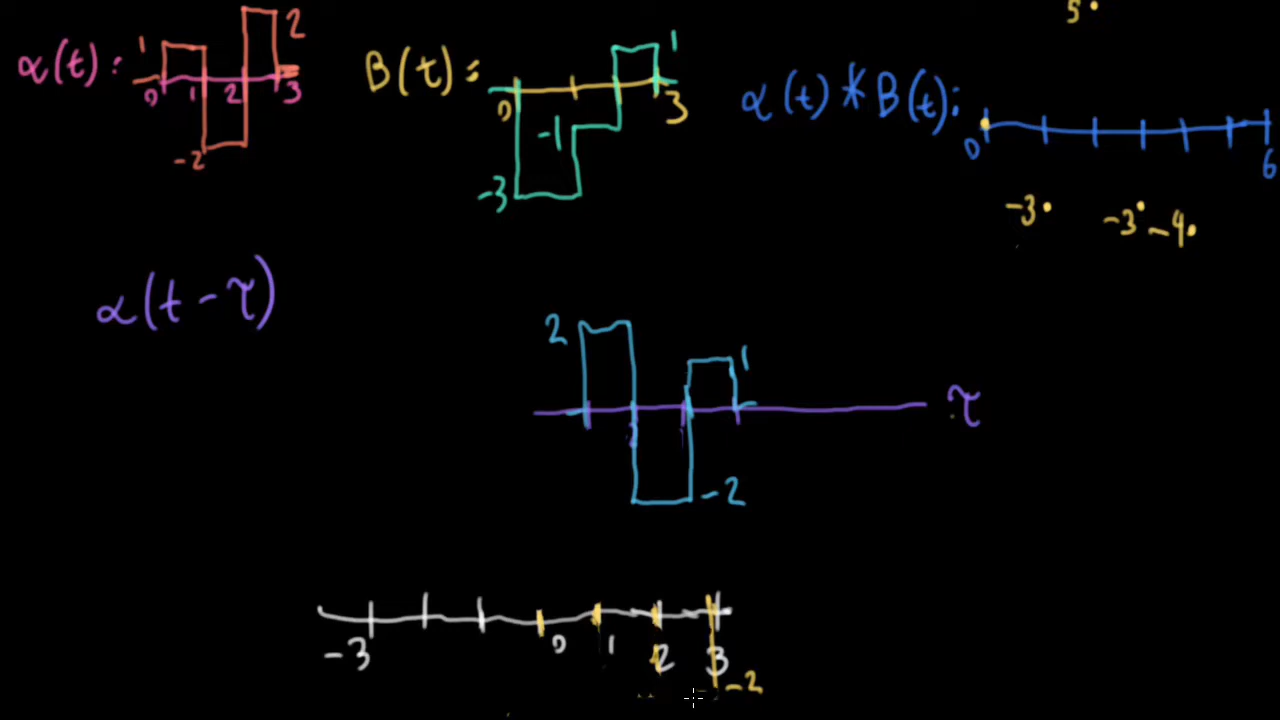 5
α(t): 1 0 1 2 3 -2 2
B(t): 0 -1 -3 1 3
α(t) * B(t): 0 6
-3 -3 -4
α(t - τ)
2 1 -2 τ
-3 0 1 2 3
-2